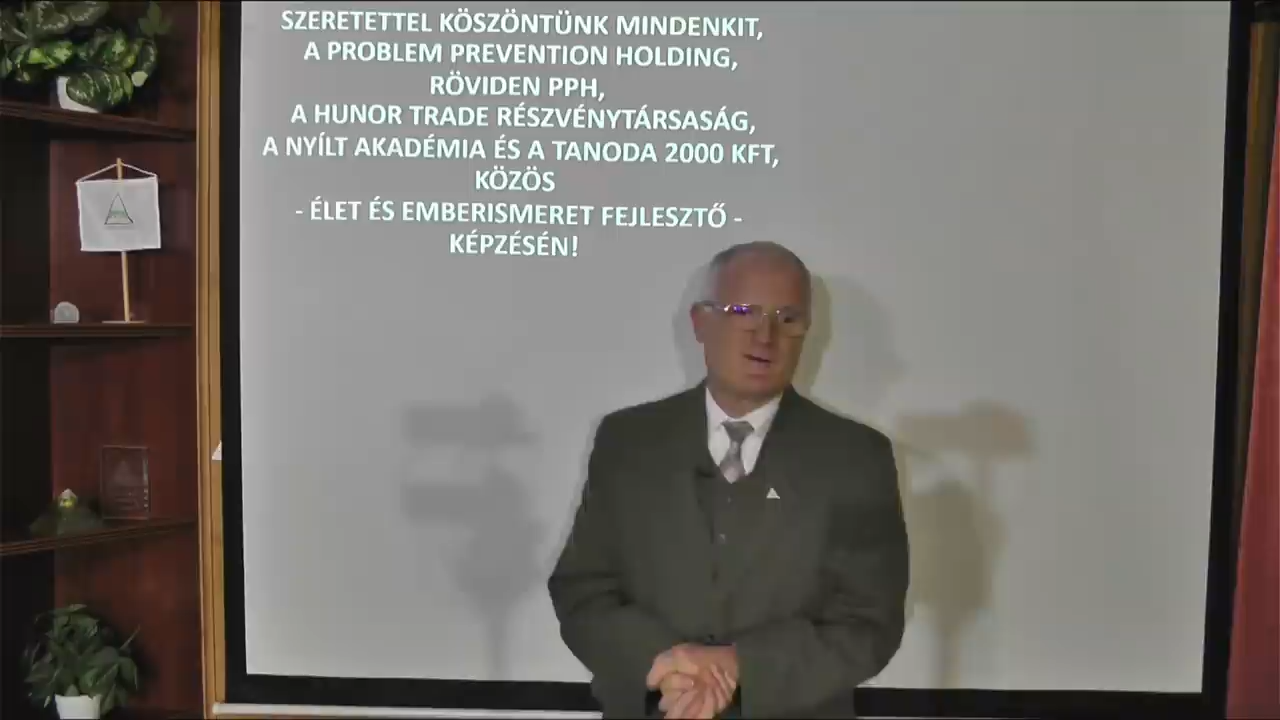 SZERETETTEL KÖSZÖNTÜNK MINDENKIT,
A PROBLEM PREVENTION HOLDING,
RÖVIDEN PPH,
A HUNOR TRADE RÉSZVÉNYTÁRSASÁG,
A NYÍLT AKADÉMIA ÉS A TANODA 2000 KFT,
KÖZÖS
- ÉLET ÉS EMBERISMERET FEJLESZTŐ -
KÉPZÉSÉN!